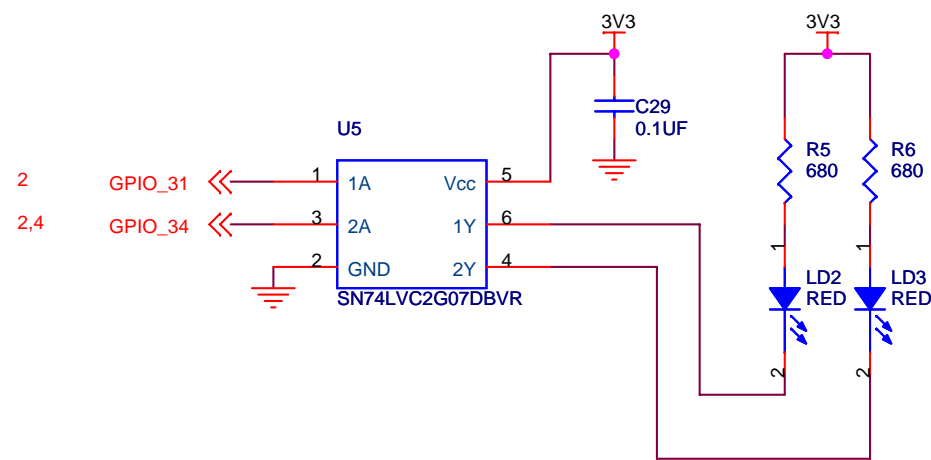 3V3
3V3
C29
0.1UF
U5
R5
680
R6
680
2
GPIO_31
1
1A
Vcc
5
2,4
GPIO_34
3
2A
1Y
6
2
GND
2Y
4
SN74LVC2G07DBVR
1
1
LD2
RED
LD3
RED
2
2